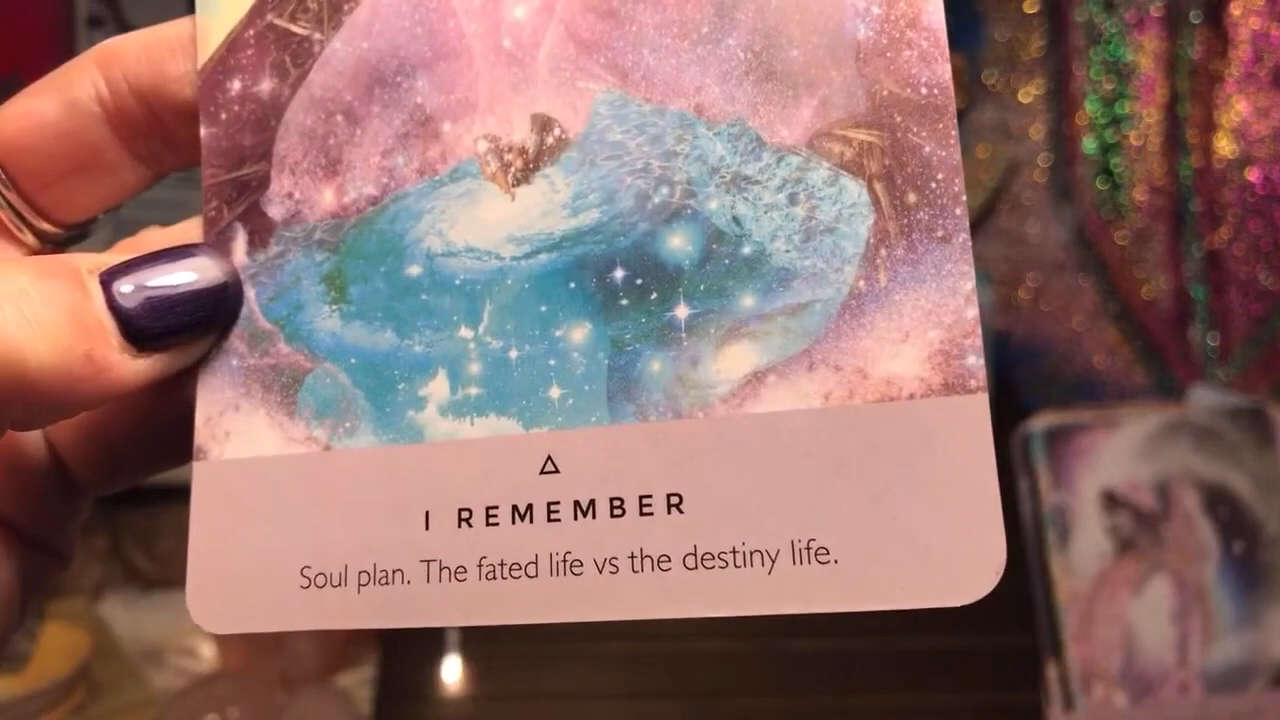 I REMEMBER
Soul plan. The fated life vs the destiny life.